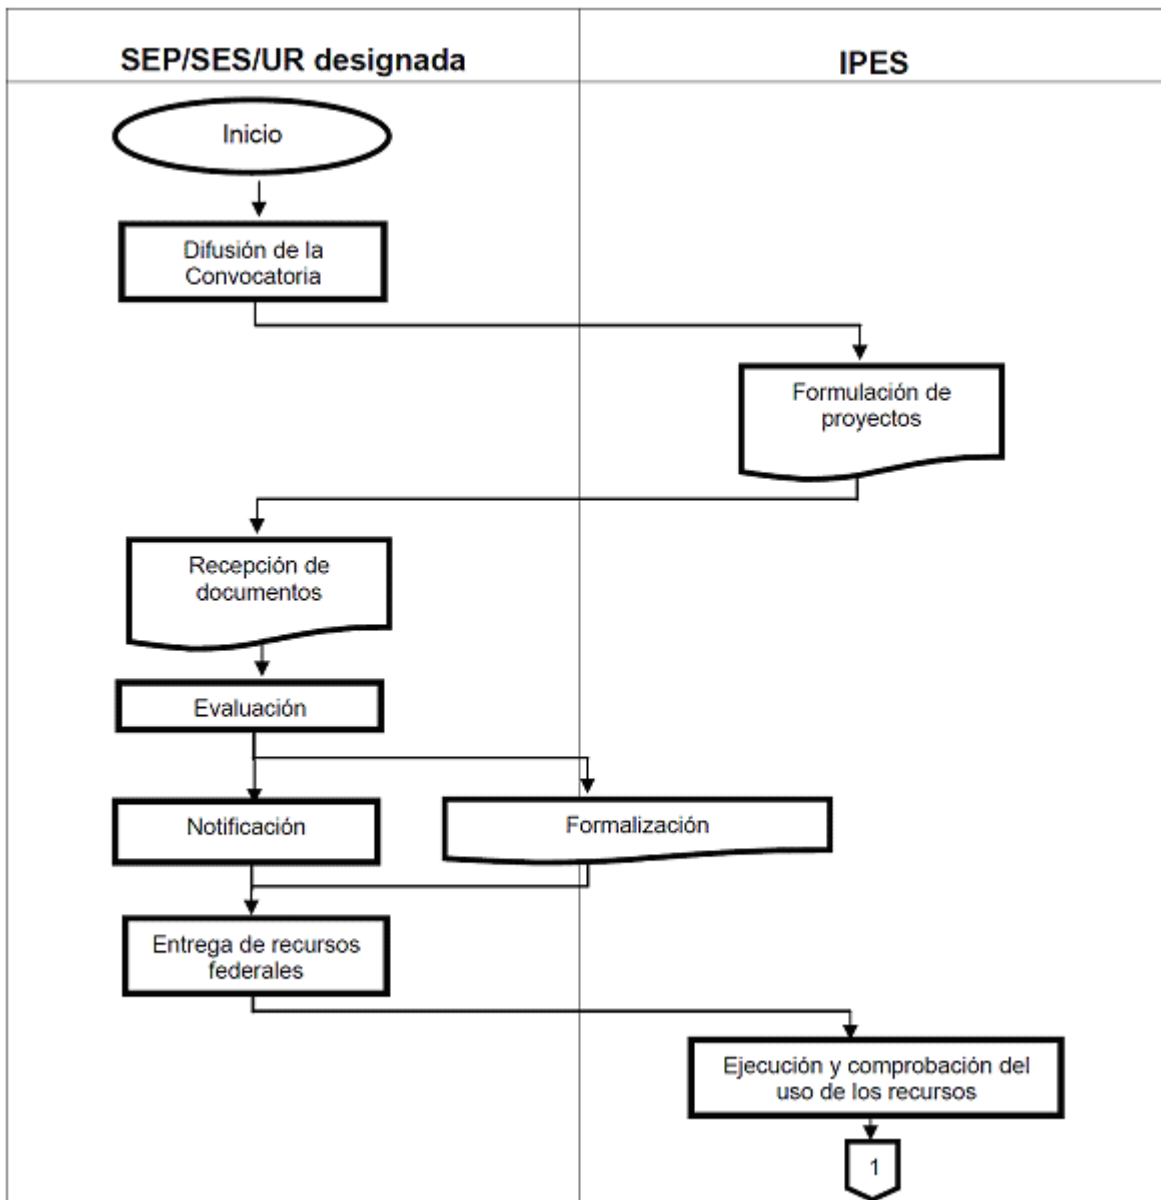 SEP/SES/UR designada
IPES
Inicio
Difusión de la
Convocatoria
Formulación de
proyectos
Recepción de
documentos
Evaluación
Notificación
Formalización
Entrega de recursos
federales
Ejecución y comprobación del
uso de los recursos
1